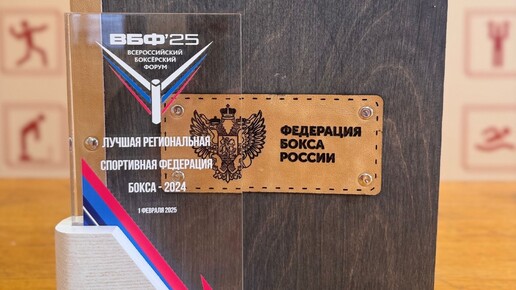 ВБФ'25
ВСЕРОССИЙСКИЙ
БОКСЁРСКИЙ
ФОРУМ
ЛУЧШАЯ РЕГИОНАЛЬНАЯ
СПОРТИВНАЯ ФЕДЕРАЦИЯ
БОКСА - 2024
1 ФЕВРАЛЯ 2025
ФЕДЕРАЦИЯ
БОКСА
РОССИИ